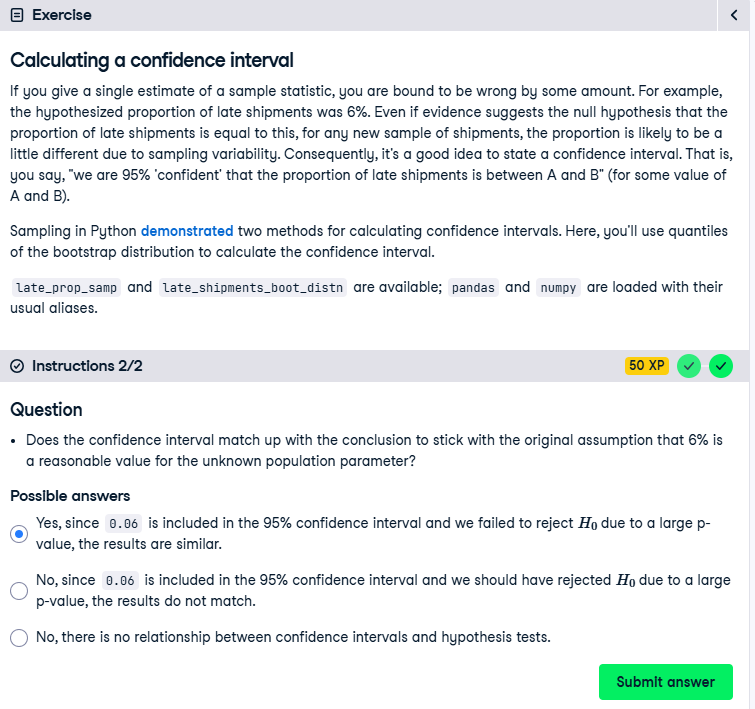 Exercise
Calculating a confidence interval
If you give a single estimate of a sample statistic, you are bound to be wrong by some amount. For example,
the hypothesized proportion of late shipments was 6%. Even if evidence suggests the null hypothesis that the
proportion of late shipments is equal to this, for any new sample of shipments, the proportion is likely to be a
little different due to sampling variability. Consequently, it's a good idea to state a confidence interval. That is,
you say, "we are 95% 'confident' that the proportion of late shipments is between A and B" (for some value of
A and B).
Sampling in Python demonstrated two methods for calculating confidence intervals. Here, you'll use quantiles
of the bootstrap distribution to calculate the confidence interval.
late_prop_samp and late_shipments_boot_distn are available; pandas and numpy are loaded with their
usual aliases.
Instructions 2/2
50 XP
Question
• Does the confidence interval match up with the conclusion to stick with the original assumption that 6% is
a reasonable value for the unknown population parameter?
Possible answers
Yes, since 0.06 is included in the 95% confidence interval and we failed to reject H₀ due to a large p-
value, the results are similar.
No, since 0.06 is included in the 95% confidence interval and we should have rejected H₀ due to a large
p-value, the results do not match.
No, there is no relationship between confidence intervals and hypothesis tests.
Submit answer